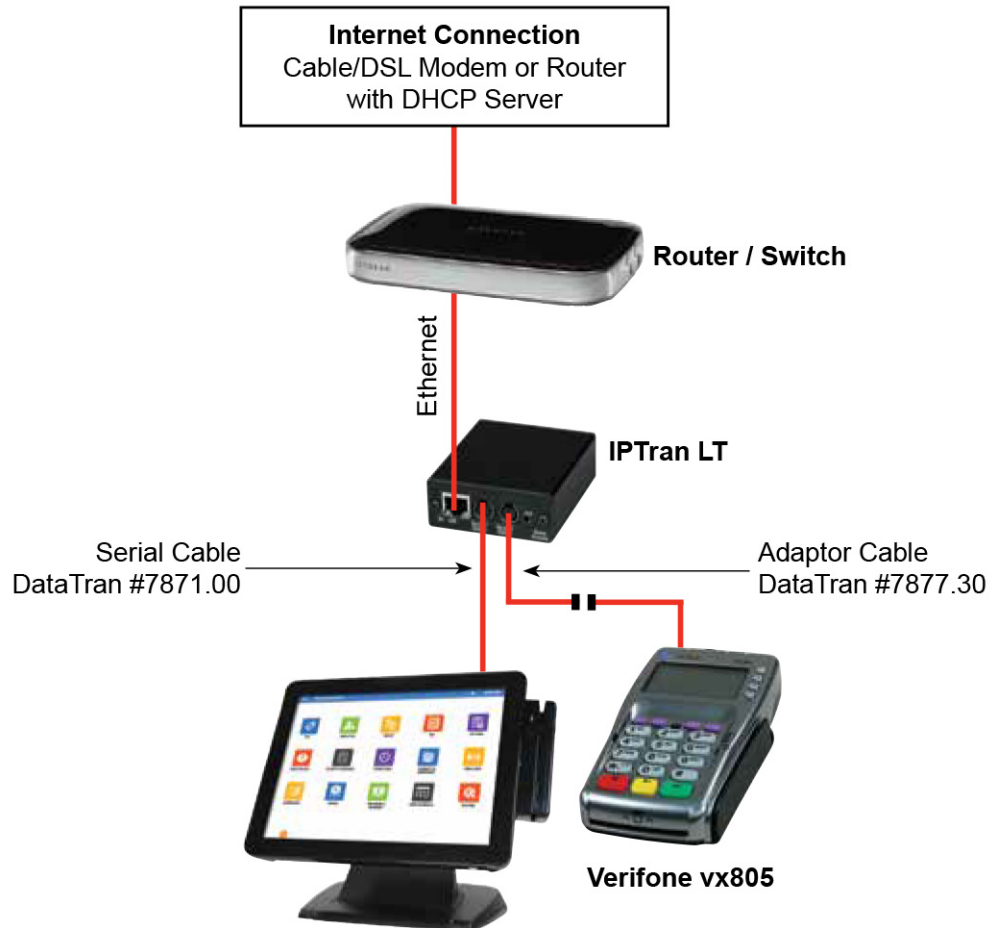 Internet Connection
Cable/DSL Modem or Router
with DHCP Server
Router / Switch
Ethernet
IPTran LT
Serial Cable
DataTran #7871.00
Adaptor Cable
DataTran #7877.30
Verifone vx805